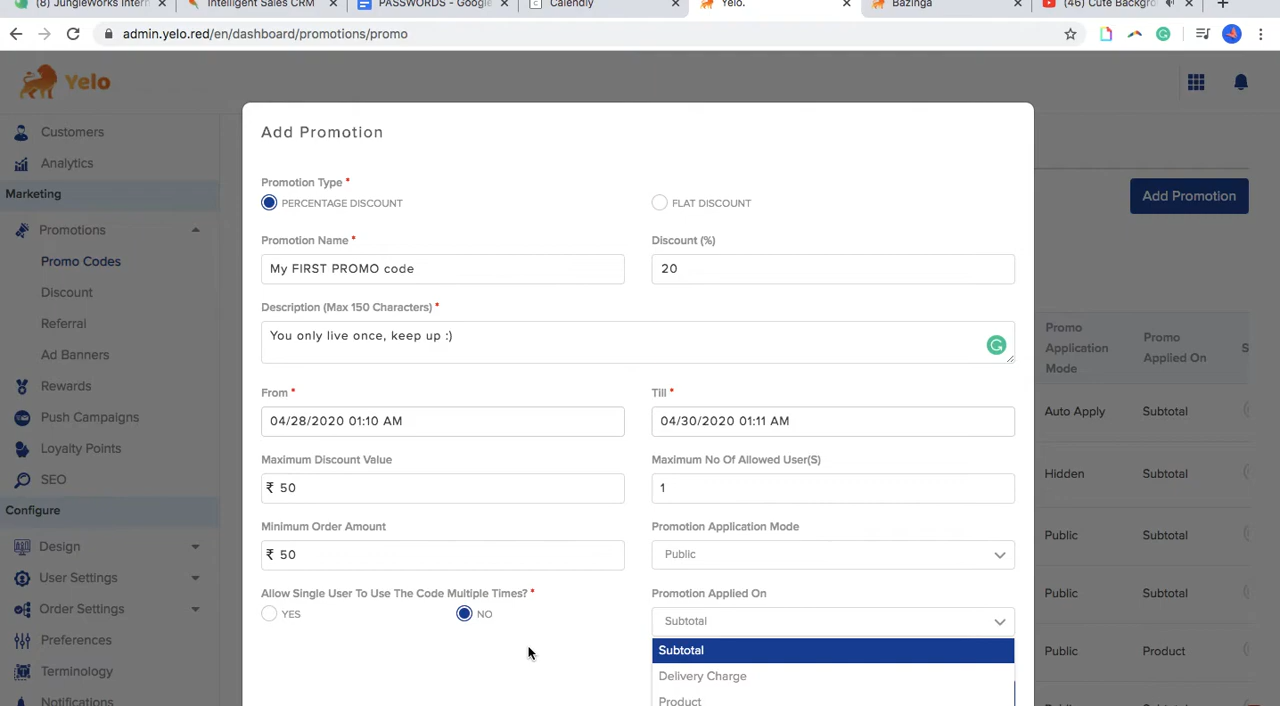 (8) JungleWorks Intern
Intelligent Sales CRM
PASSWORDS - Google
Calendly
Yelo.
Bazinga
(46) Cute Backgro
admin.yelo.red/en/dashboard/promotions/promo
Yelo
Customers
Analytics
Marketing
Promotions
Promo Codes
Discount
Referral
Ad Banners
Rewards
Push Campaigns
Loyalty Points
SEO
Configure
Design
User Settings
Order Settings
Preferences
Terminology
Notifications
Add Promotion
Promotion Type *
PERCENTAGE DISCOUNT
FLAT DISCOUNT
Promotion Name *
Discount (%)
My FIRST PROMO code
20
Description (Max 150 Characters) *
You only live once, keep up :)
From *
Till *
04/28/2020 01:10 AM
04/30/2020 01:11 AM
Maximum Discount Value
Maximum No Of Allowed User(S)
₹ 50
1
Minimum Order Amount
Promotion Application Mode
₹ 50
Public
Allow Single User To Use The Code Multiple Times? *
Promotion Applied On
YES
NO
Subtotal
Subtotal
Delivery Charge
Product
Add Promotion
Promo
Application
Mode
Promo
Applied On
S
Auto Apply
Subtotal
Hidden
Subtotal
Public
Subtotal
Public
Subtotal
Public
Product